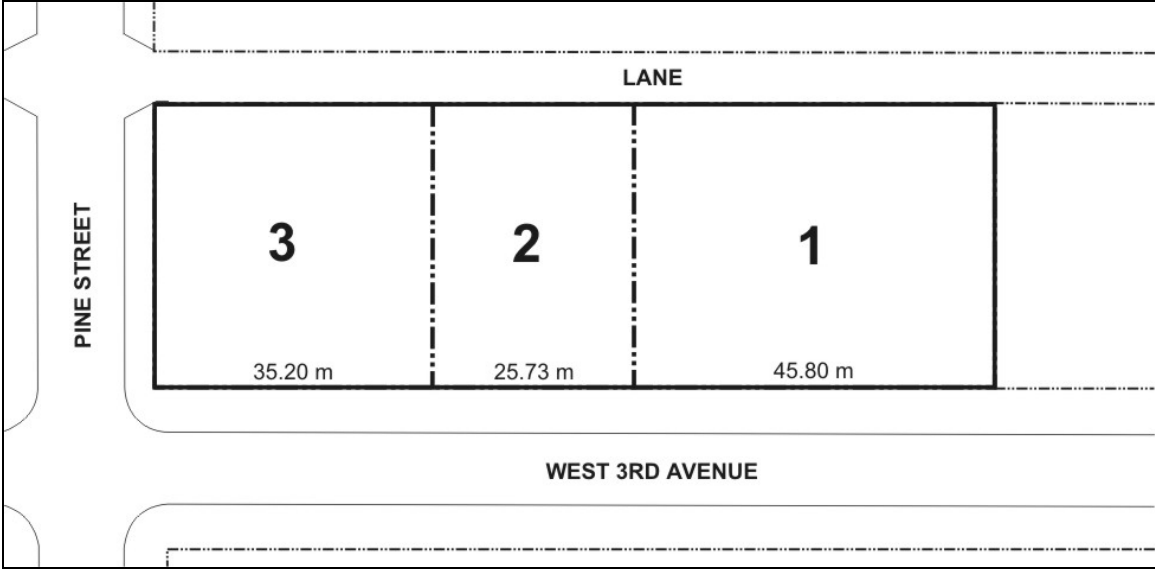 LANE
PINE STREET
3
2
1
35.20 m
25.73 m
45.80 m
WEST 3RD AVENUE